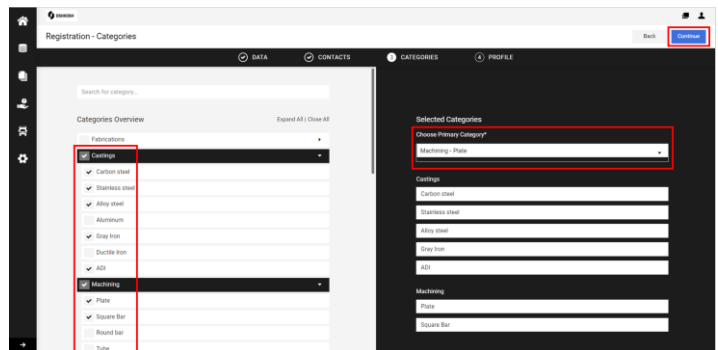 OSHKOSH
Registration - Categories
Back
Continue
DATA
CONTACTS
3 CATEGORIES
4 PROFILE
Search for category...
Categories Overview
Expand All | Close All
Fabrications
Castings
Carbon steel
Stainless steel
Alloy steel
Aluminum
Gray Iron
Ductile Iron
ADI
Machining
Plate
Square Bar
Round bar
Tube
Selected Categories
Choose Primary Category*
Machining - Plate
Castings
Carbon steel
Stainless steel
Alloy steel
Gray Iron
ADI
Machining
Plate
Square Bar